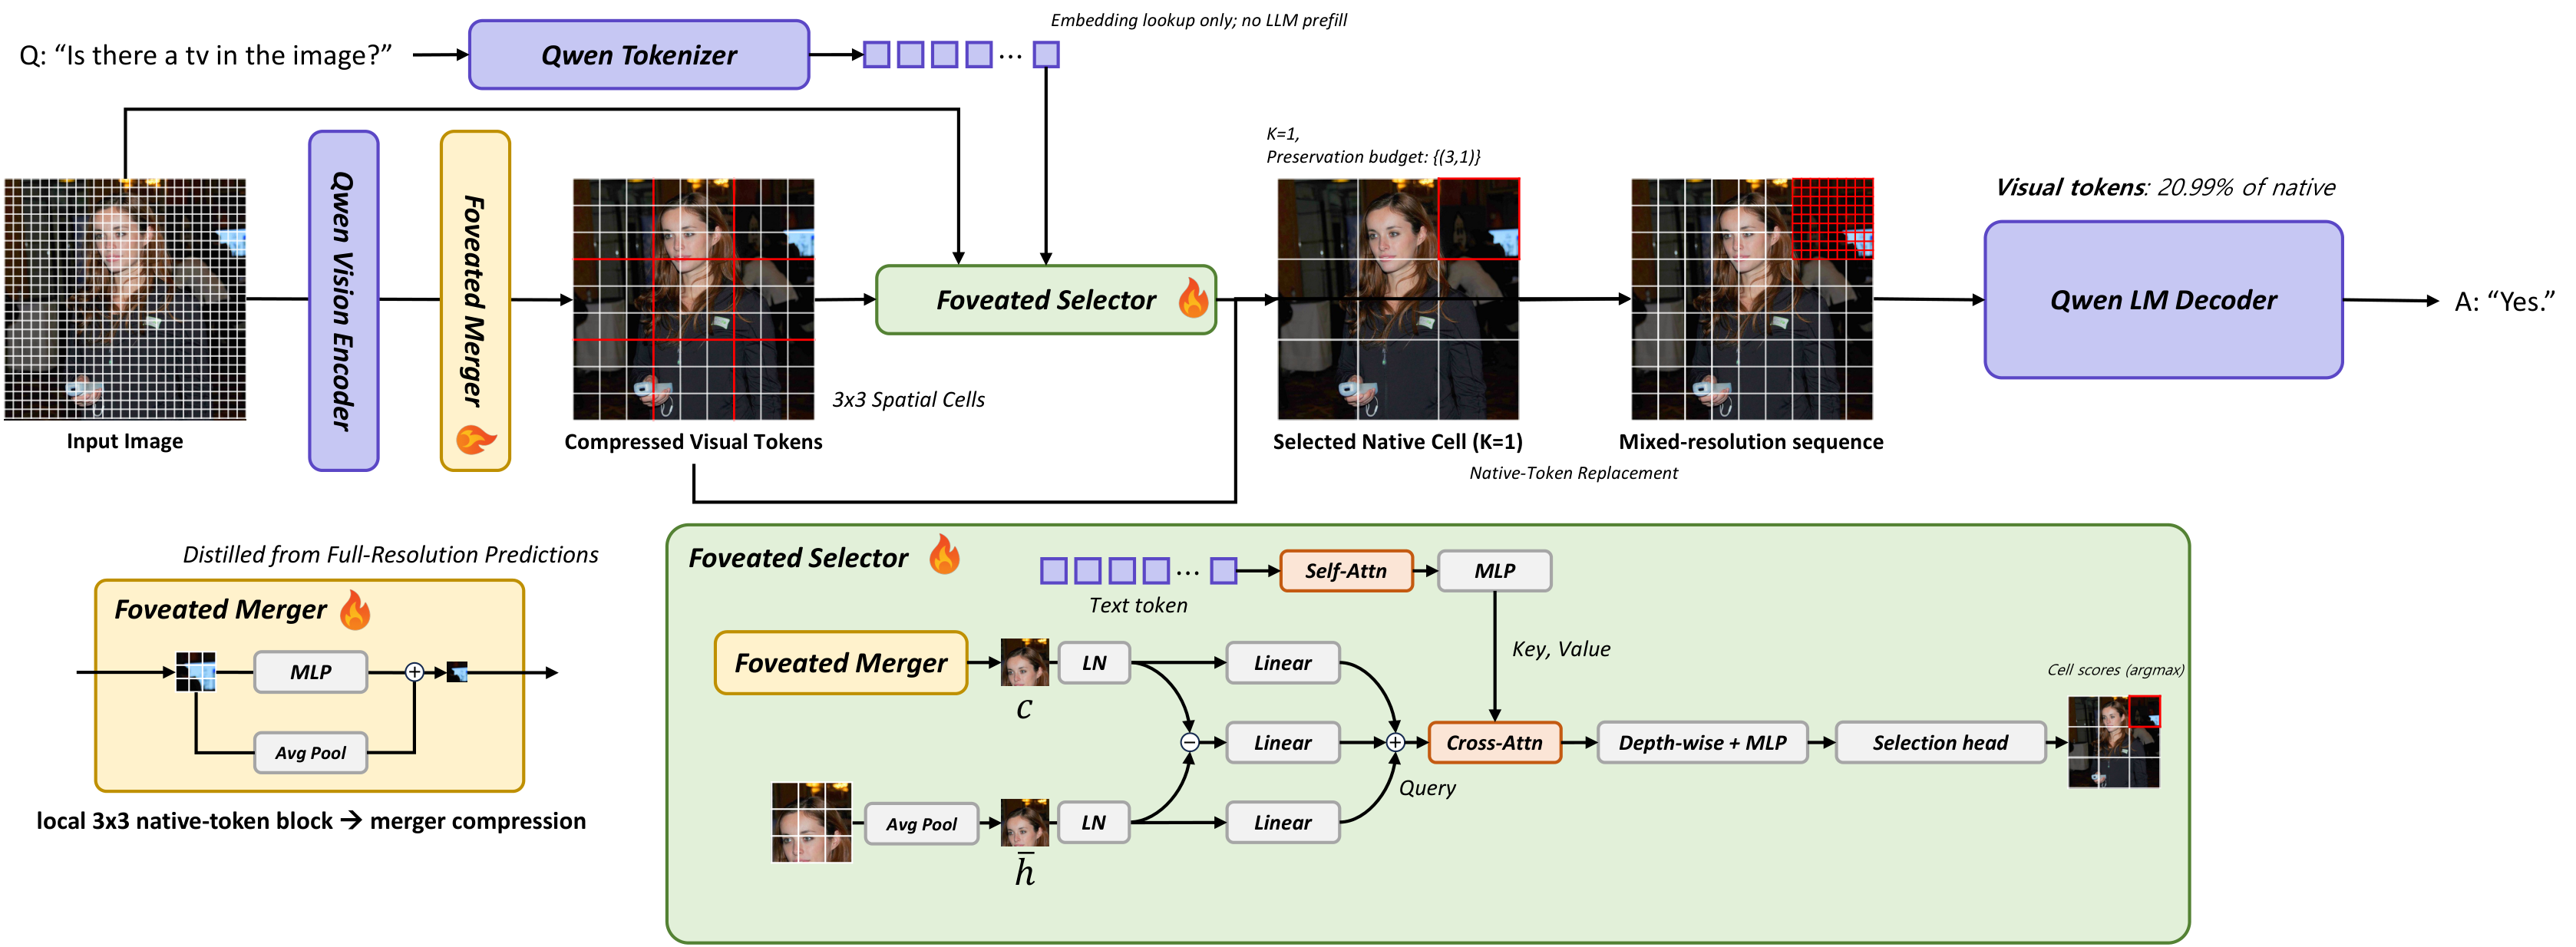 Embedding lookup only; no LLM prefill
Q: “Is there a tv in the image?”
Qwen Tokenizer
...
K=1,
Preservation budget: {(3,1)}
Visual tokens: 20.99% of native
Qwen Vision Encoder
Foveated Merger
Foveated Selector
Qwen LM Decoder
A: “Yes.”
3x3 Spatial Cells
Input Image
Compressed Visual Tokens
Selected Native Cell (K=1)
Mixed-resolution sequence
Native-Token Replacement
Distilled from Full-Resolution Predictions
Foveated Merger
MLP
+
Avg Pool
local 3x3 native-token block → merger compression
Foveated Selector
...
Text token
Self-Attn
MLP
Key, Value
Foveated Merger
c
LN
Linear
−
Linear
+
Cross-Attn
Depth-wise + MLP
Selection head
Cell scores (argmax)
Query
Avg Pool
h̅
LN
Linear